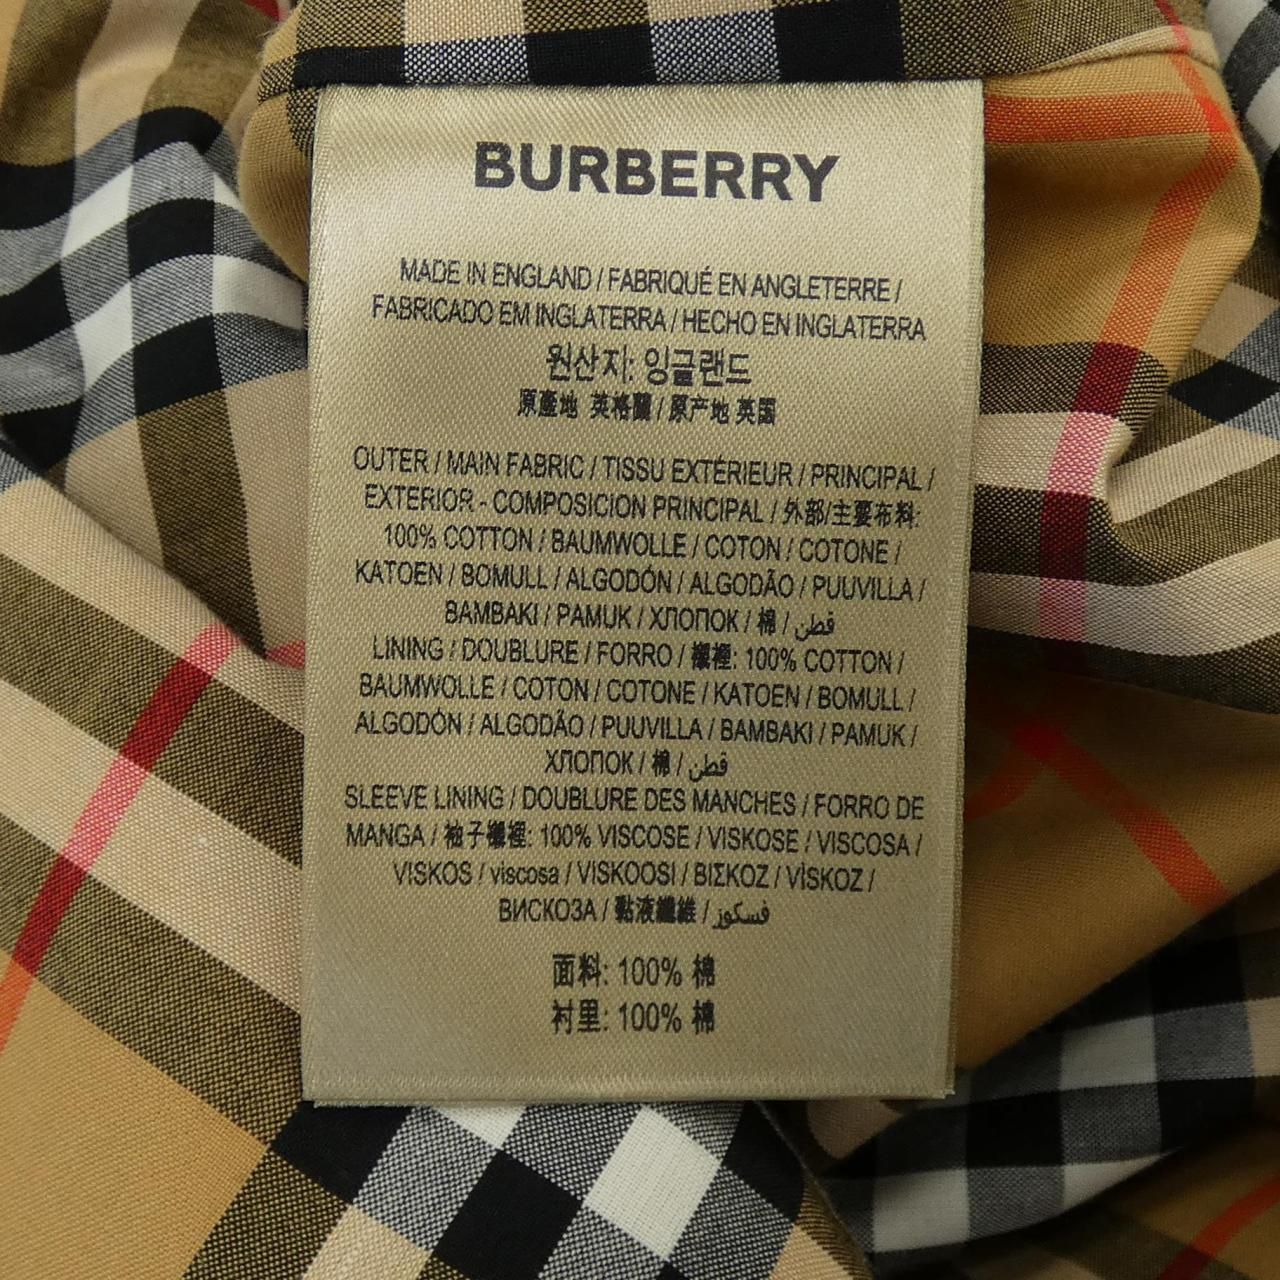 BURBERRY
MADE IN ENGLAND / FABRIQUÉ EN ANGLETERRE /
FABRICADO EM INGLATERRA / HECHO EN INGLATERRA
원산지: 잉글랜드
原產地 英格蘭 / 原产地 英国
OUTER / MAIN FABRIC / TISSU EXTÉRIEUR / PRINCIPAL /
EXTERIOR - COMPOSICION PRINCIPAL / 外部/主要布料:
100% COTTON / BAUMWOLLE / COTON / COTONE /
KATOEN / BOMULL / ALGODÓN / ALGODÃO / PUUVILLA /
BAMBAKI / PAMUK / ХЛОПОК / 棉 / قطن
LINING / DOUBLURE / FORRO / 襯裡: 100% COTTON /
BAUMWOLLE / COTON / COTONE / KATOEN / BOMULL /
ALGODÓN / ALGODÃO / PUUVILLA / BAMBAKI / PAMUK /
ХЛОПОК / 棉 / قطن
SLEEVE LINING / DOUBLURE DES MANCHES / FORRO DE
MANGA / 袖子襯裡: 100% VISCOSE / VISKOSE / VISCOSA /
VISKOS / viscosa / VISKOOSI / ΒΙΣΚΟΖ / VİSKOZ /
ВИСКОЗА / 黏液纖維 / فسكوز
面料: 100% 棉
衬里: 100% 棉